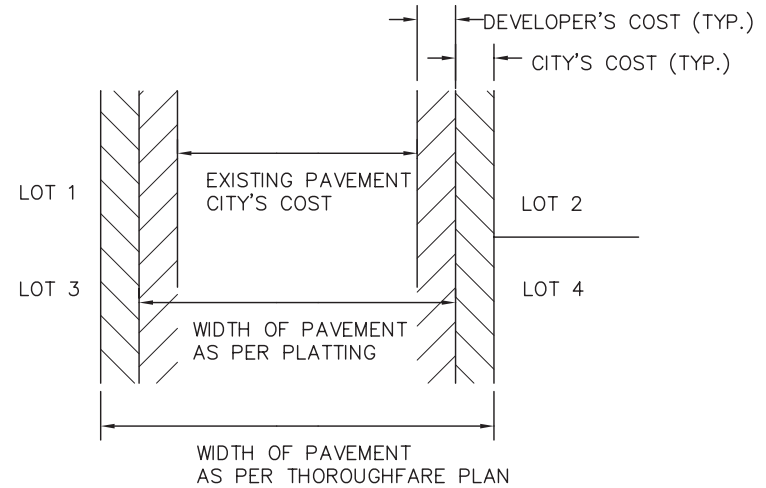 DEVELOPER'S COST (TYP.)
CITY'S COST (TYP.)
EXISTING PAVEMENT
CITY'S COST
LOT 1
LOT 2
LOT 3
LOT 4
WIDTH OF PAVEMENT
AS PER PLATTING
WIDTH OF PAVEMENT
AS PER THOROUGHFARE PLAN